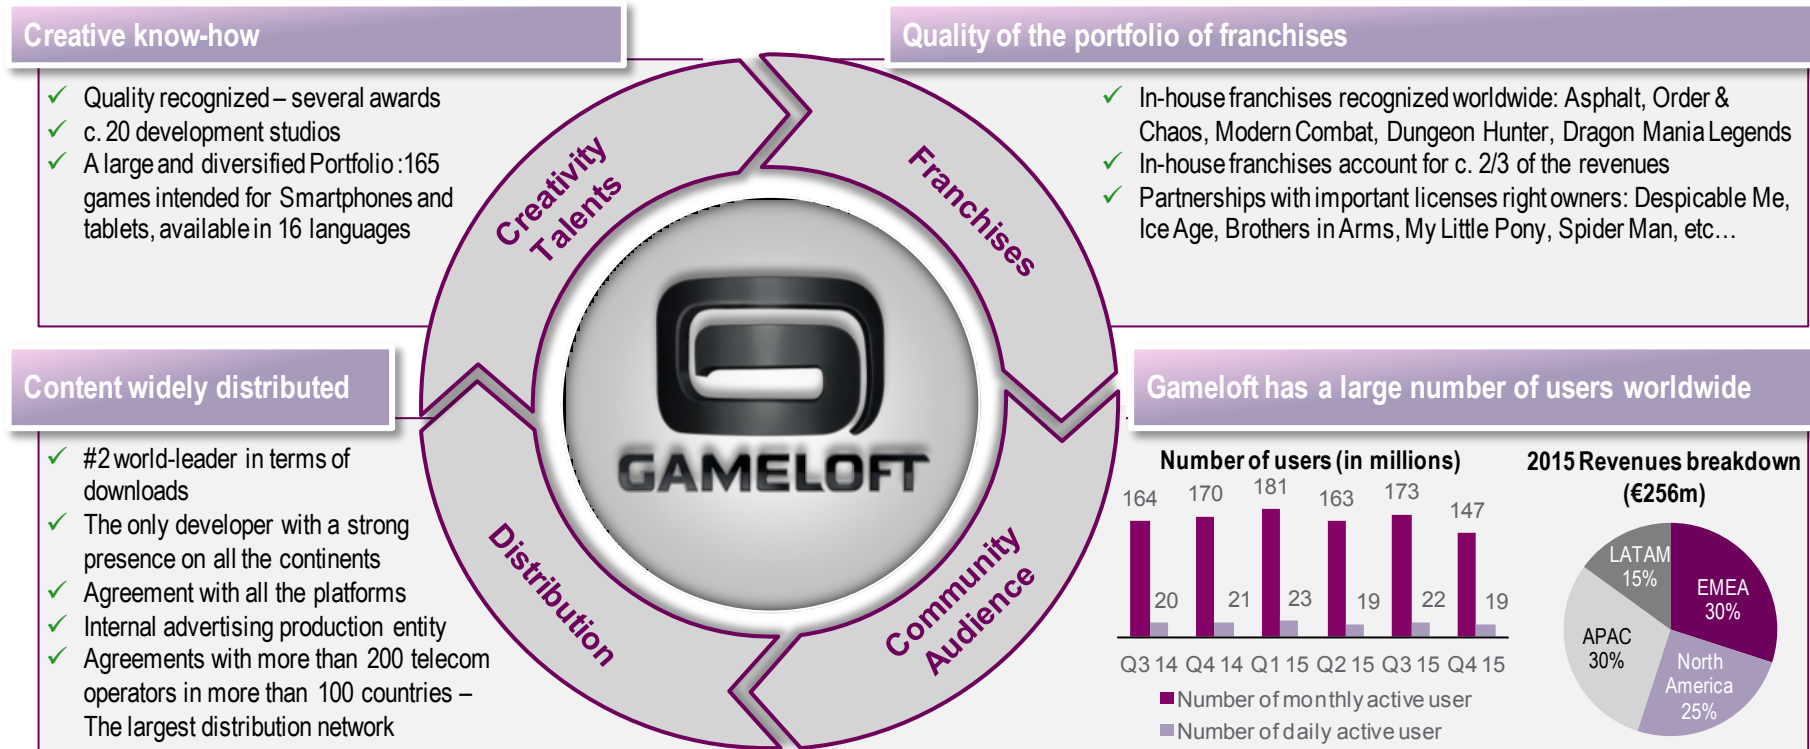 Creative know-how
Quality recognized – several awards
c. 20 development studios
A large and diversified Portfolio :165
games intended for Smartphones and
tablets, available in 16 languages
Quality of the portfolio of franchises
In-house franchises recognized worldwide: Asphalt, Order &
Chaos, Modern Combat, Dungeon Hunter, Dragon Mania Legends
In-house franchises account for c. 2/3 of the revenues
Partnerships with important licenses right owners: Despicable Me,
Ice Age, Brothers in Arms, My Little Pony, Spider Man, etc…
Creativity
Talents
Franchises
GAMELOFT
Distribution
Community
Audience
Content widely distributed
#2 world-leader in terms of
downloads
The only developer with a strong
presence on all the continents
Agreement with all the platforms
Internal advertising production entity
Agreements with more than 200 telecom
operators in more than 100 countries –
The largest distribution network
Gameloft has a large number of users worldwide
Number of users (in millions)
164 170 181 163 173 147
20 21 23 19 22 19
Q3 14 Q4 14 Q1 15 Q2 15 Q3 15 Q4 15
Number of monthly active user
Number of daily active user
2015 Revenues breakdown
(€256m)
LATAM
15%
EMEA
30%
APAC
30%
North
America
25%